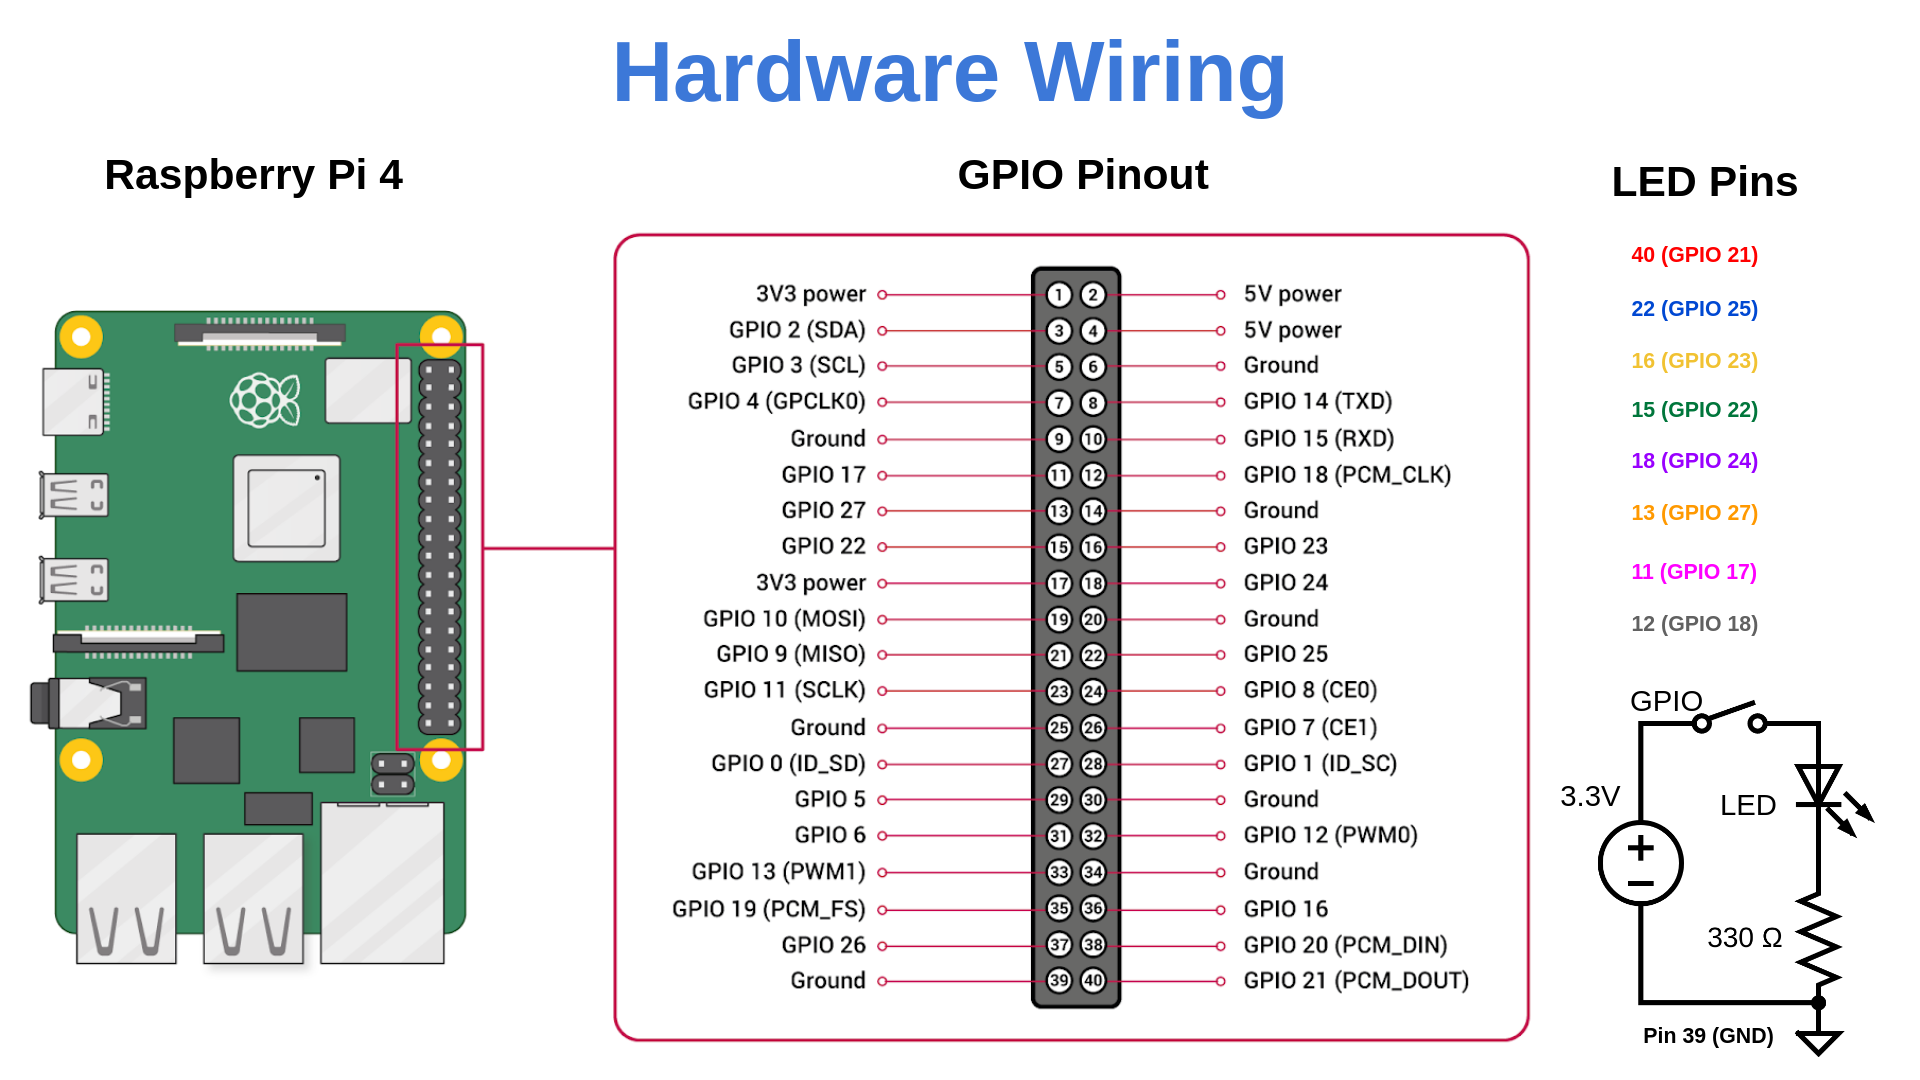 Hardware Wiring
Raspberry Pi 4
GPIO Pinout
LED Pins
3V3 power 1 2 5V power
GPIO 2 (SDA) 3 4 5V power
GPIO 3 (SCL) 5 6 Ground
GPIO 4 (GPCLK0) 7 8 GPIO 14 (TXD)
Ground 9 10 GPIO 15 (RXD)
GPIO 17 11 12 GPIO 18 (PCM_CLK)
GPIO 27 13 14 Ground
GPIO 22 15 16 GPIO 23
3V3 power 17 18 GPIO 24
GPIO 10 (MOSI) 19 20 Ground
GPIO 9 (MISO) 21 22 GPIO 25
GPIO 11 (SCLK) 23 24 GPIO 8 (CE0)
Ground 25 26 GPIO 7 (CE1)
GPIO 0 (ID_SD) 27 28 GPIO 1 (ID_SC)
GPIO 5 29 30 Ground
GPIO 6 31 32 GPIO 12 (PWM0)
GPIO 13 (PWM1) 33 34 Ground
GPIO 19 (PCM_FS) 35 36 GPIO 16
GPIO 26 37 38 GPIO 20 (PCM_DIN)
Ground 39 40 GPIO 21 (PCM_DOUT)
40 (GPIO 21)
22 (GPIO 25)
16 (GPIO 23)
15 (GPIO 22)
18 (GPIO 24)
13 (GPIO 27)
11 (GPIO 17)
12 (GPIO 18)
GPIO
3.3V
LED
330 Ω
Pin 39 (GND)